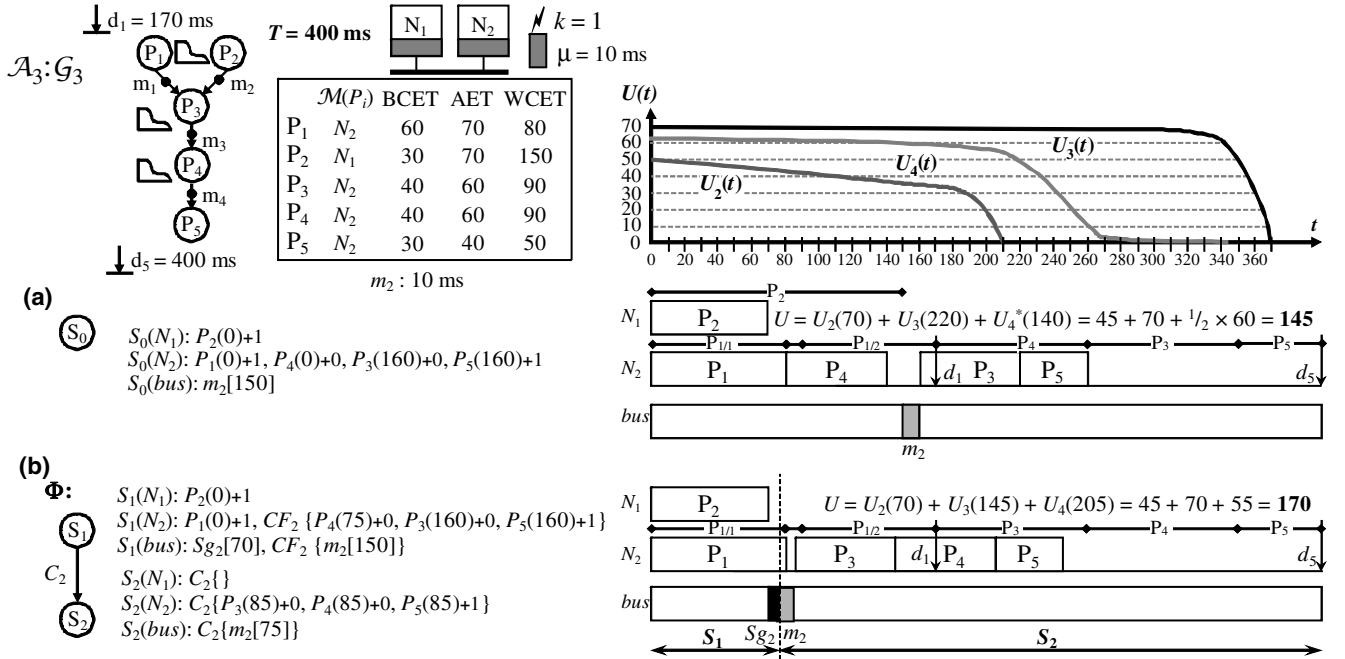 d1 = 170 ms
A3: G3
P1
P2
m1
m2
P3
m3
P4
m4
P5
d5 = 400 ms
T = 400 ms
N1
N2
k = 1
μ = 10 ms
M(Pi) BCET AET WCET
P1 N2 60 70 80
P2 N1 30 70 150
P3 N2 40 60 90
P4 N2 40 60 90
P5 N2 30 40 50
m2 : 10 ms
U(t)
70
60
50
40
30
20
10
0
U3(t)
U4(t)
U2(t)
t
0 20 40 60 80 100 120 140 160 180 200 220 240 260 280 300 320 340 360
(a)
S0
S0(N1): P2(0)+1
S0(N2): P1(0)+1, P4(0)+0, P3(160)+0, P5(160)+1
S0(bus): m2[150]
P2
N1
P2
U = U2(70) + U3(220) + U4*(140) = 45 + 70 + 1/2 × 60 = 145
P1/1 P1/2 P4 P3 P5
N2
P1 P4 d1 P3 P5 d5
bus
m2
(b)
Φ:
S1
C2
S2
S1(N1): P2(0)+1
S1(N2): P1(0)+1, CF2 {P4(75)+0, P3(160)+0, P5(160)+1}
S1(bus): Sg2[70], CF2 {m2[150]}
S2(N1): C2{}
S2(N2): C2{P3(85)+0, P4(85)+0, P5(85)+1}
S2(bus): C2{m2[75]}
N1
P2
U = U2(70) + U3(145) + U4(205) = 45 + 70 + 55 = 170
P1/1 P1/2 P3 P4 P5
N2
P1 P3 d1 P4 P5 d5
bus
Sg2 m2
S1 S2